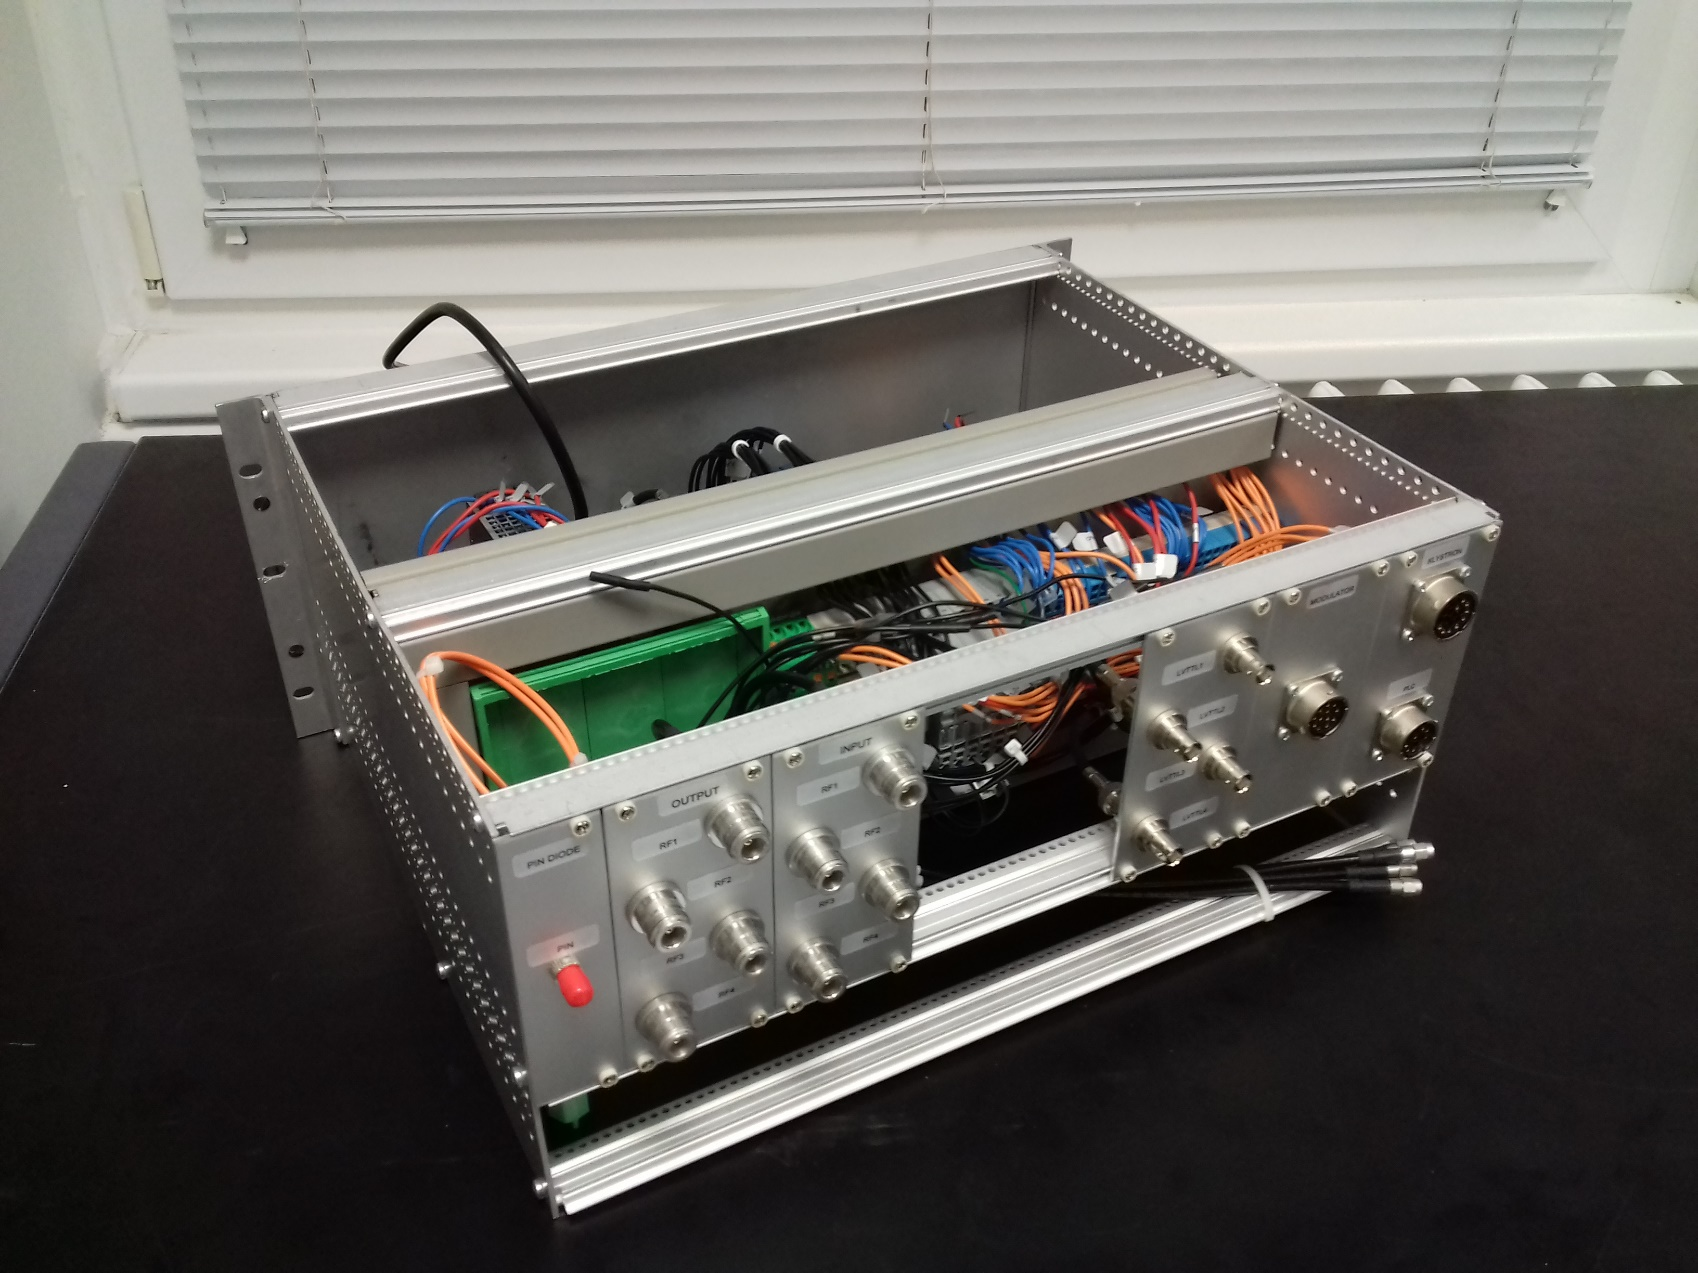 PIN DIODE
PIN
OUTPUT
RF1
RF2
RF3
RF4
INPUT
RF1
RF2
RF3
RF4
LVTTL1
LVTTL2
LVTTL3
LVTTL4
MODULATOR
KLYSTRON
PLC